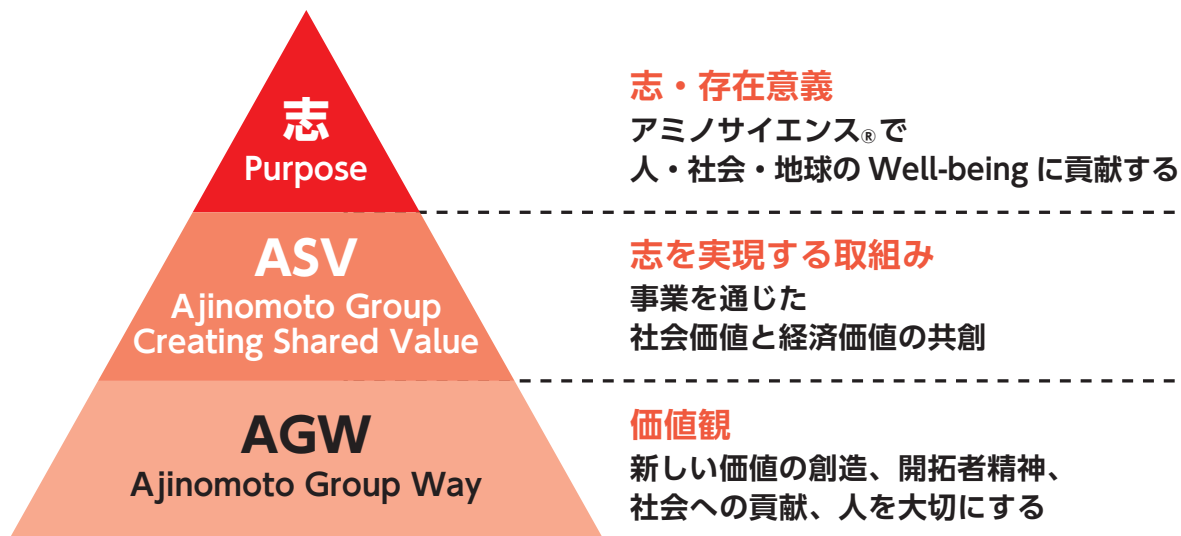 志
Purpose
志・存在意義
アミノサイエンス®で
人・社会・地球の Well-being に貢献する
ASV
Ajinomoto Group
Creating Shared Value
志を実現する取組み
事業を通じた
社会価値と経済価値の共創
AGW
Ajinomoto Group Way
価値観
新しい価値の創造、開拓者精神、
社会への貢献、人を大切にする